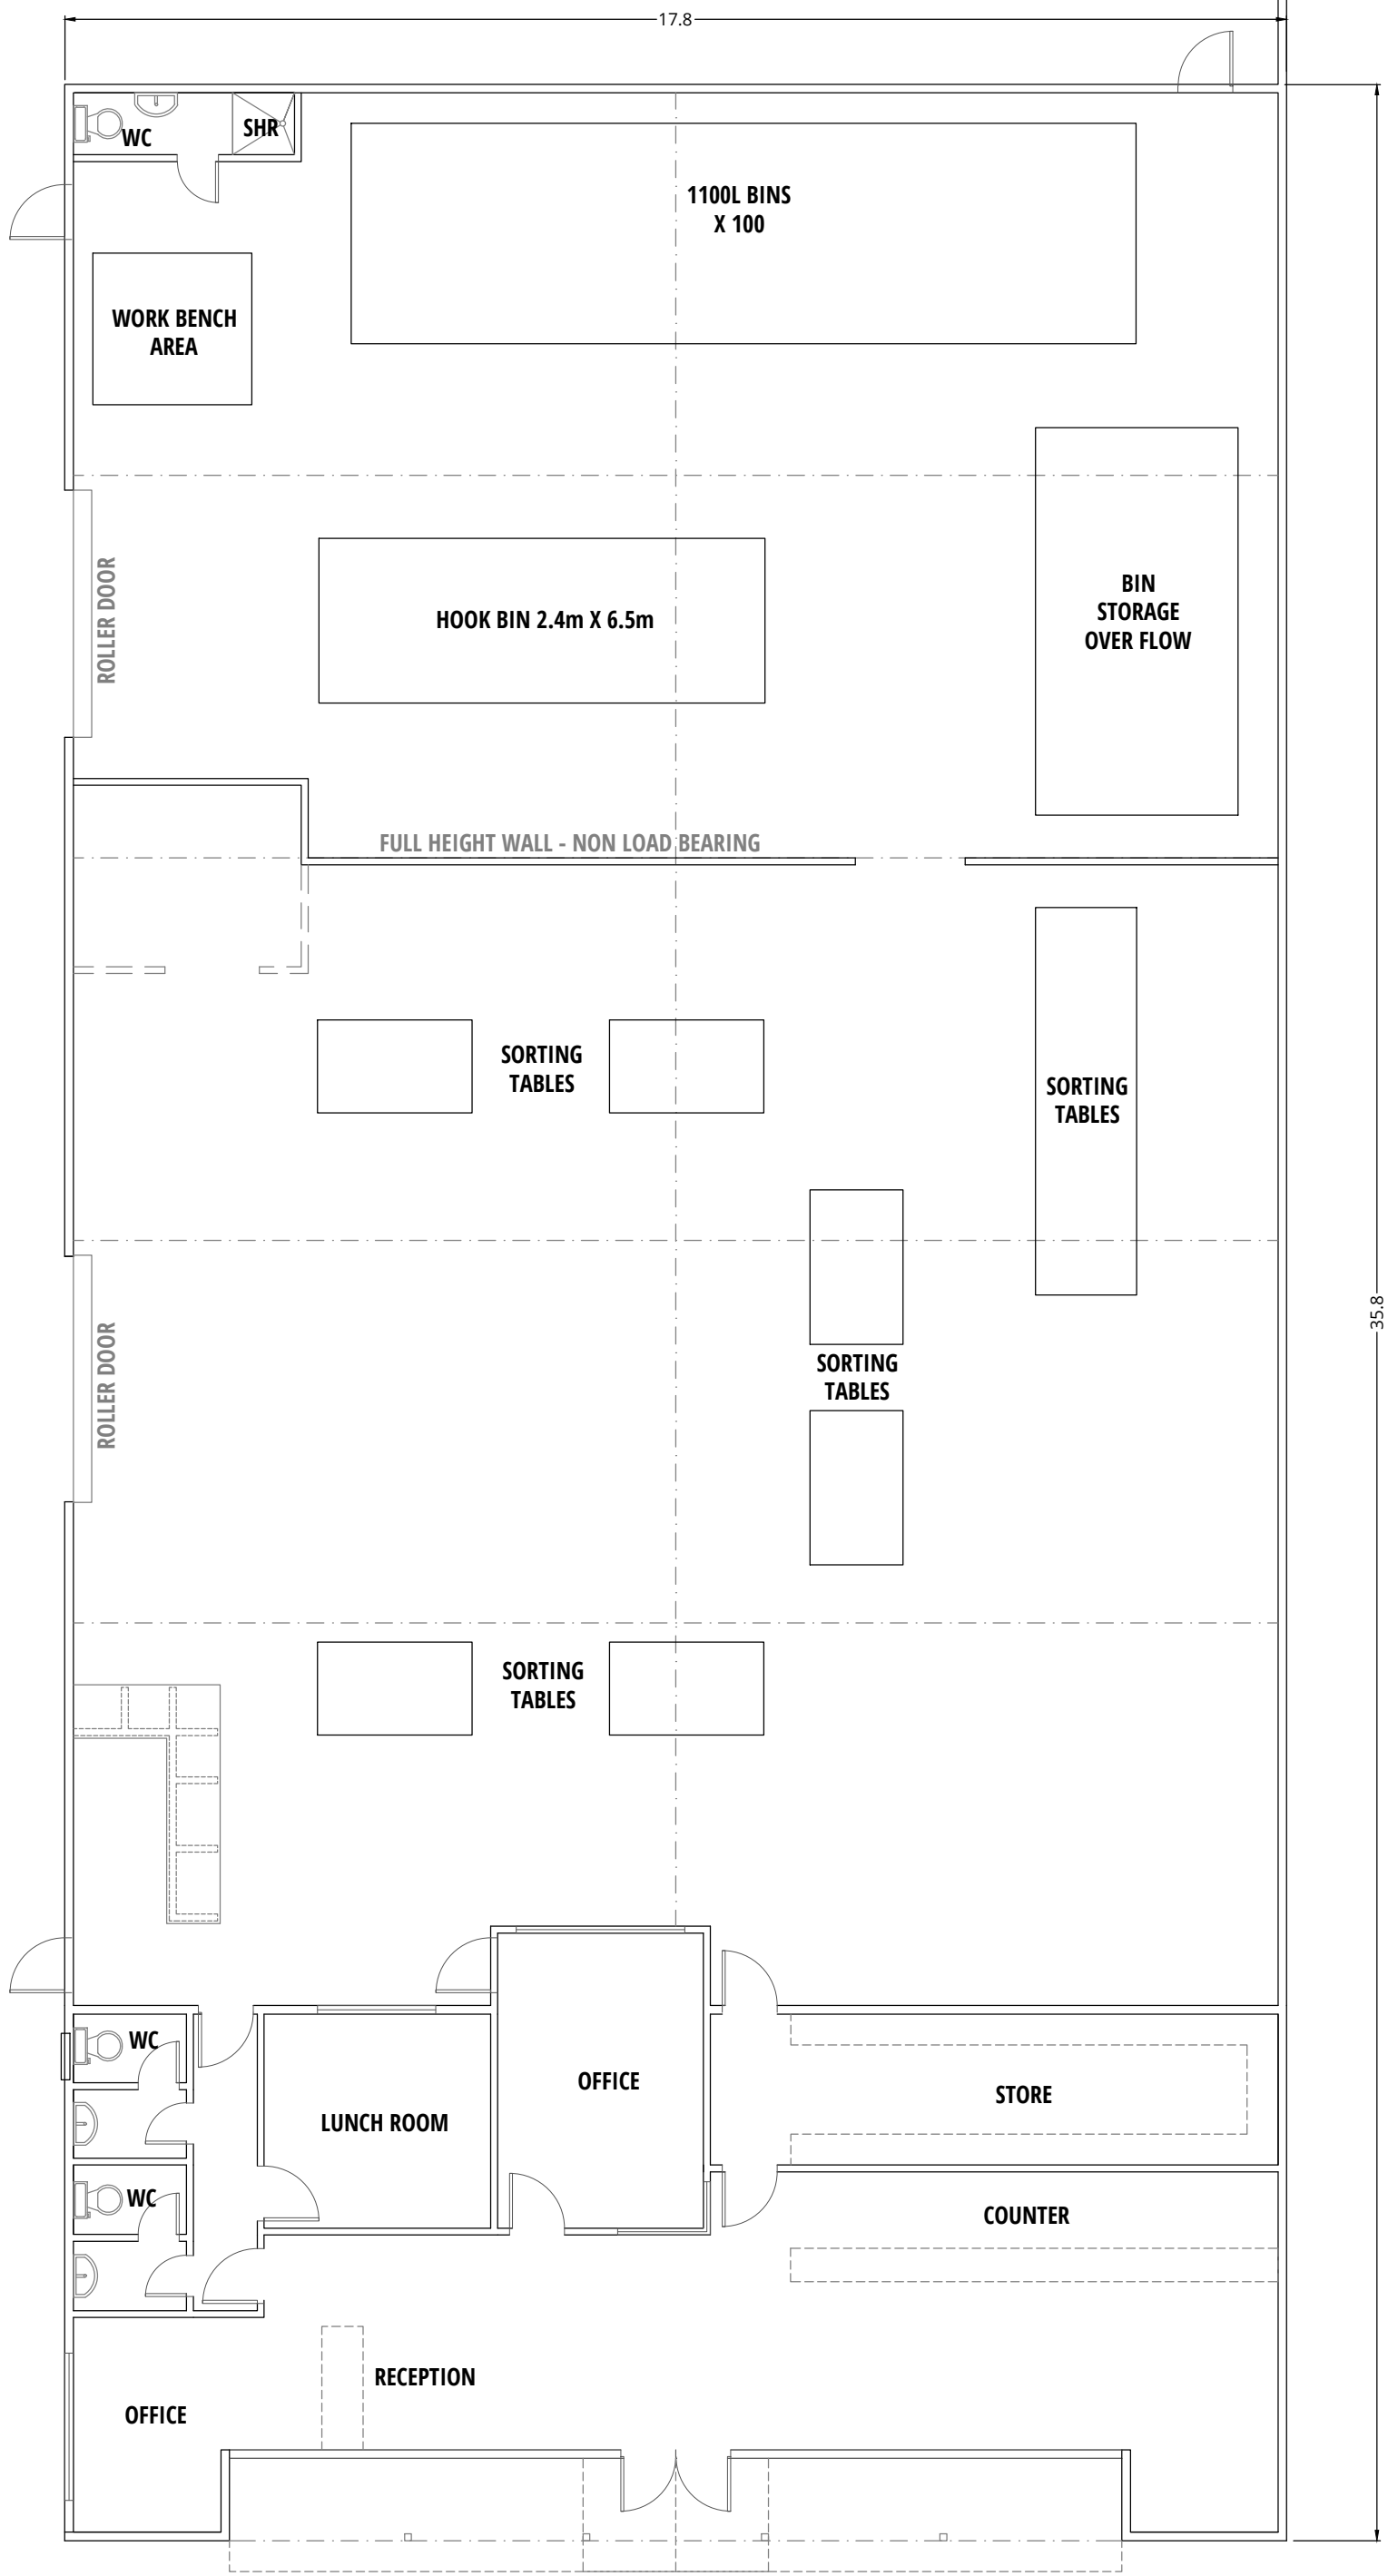 17.8
WC
SHR
1100L BINS
X 100
WORK BENCH
AREA
ROLLER DOOR
HOOK BIN 2.4m X 6.5m
BIN
STORAGE
OVER FLOW
FULL HEIGHT WALL - NON LOAD BEARING
SORTING
TABLES
SORTING
TABLES
35.8
ROLLER DOOR
SORTING
TABLES
SORTING
TABLES
WC
OFFICE
STORE
LUNCH ROOM
WC
COUNTER
RECEPTION
OFFICE